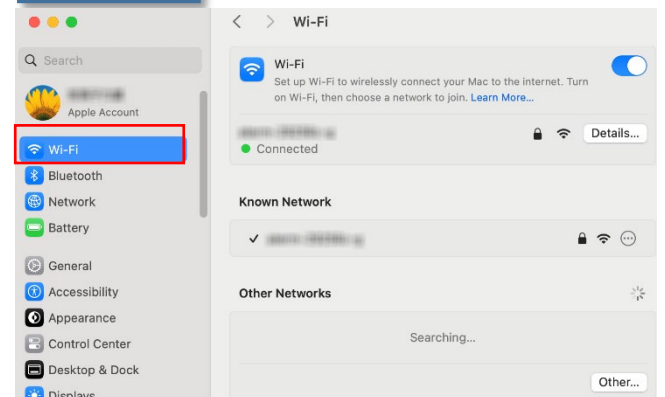 Wi-Fi
Search
Apple Account
Wi-Fi
Bluetooth
Network
Battery
General
Accessibility
Appearance
Control Center
Desktop & Dock
Displays
Wi-Fi
Set up Wi-Fi to wirelessly connect your Mac to the internet. Turn
on Wi-Fi, then choose a network to join. Learn More...
Connected
Details...
Known Network
Other Networks
Searching...
Other...